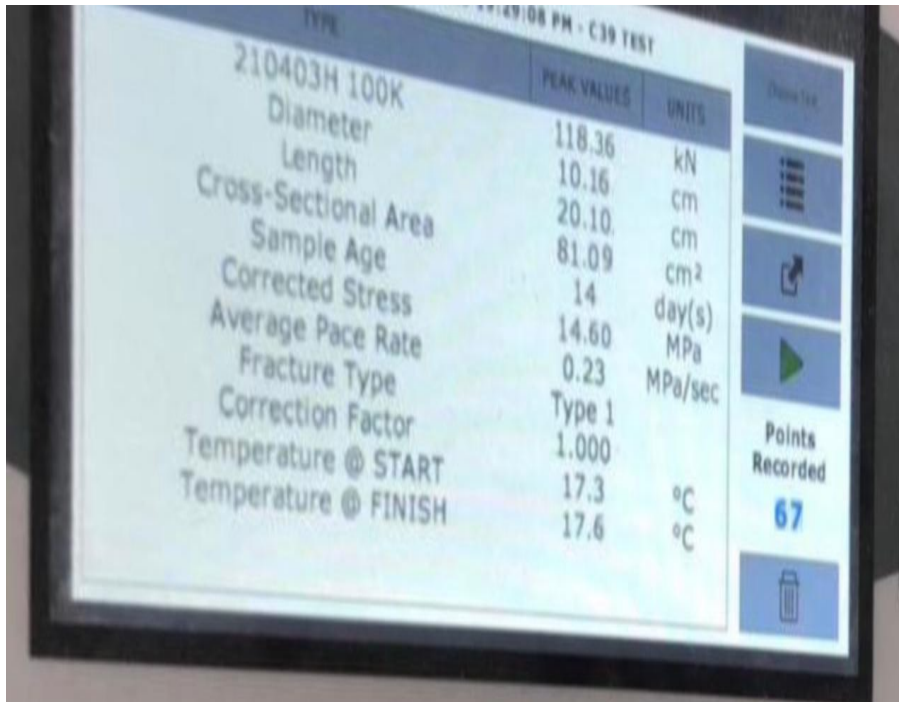 :29:08 PM - C39 TEST
TYPE PEAK VALUES UNITS
210403H 100K 118.36 kN
Diameter 10.16 cm
Length 20.10 cm
Cross-Sectional Area 81.09 cm²
Sample Age 14 day(s)
Corrected Stress 14.60 MPa
Average Pace Rate 0.23 MPa/sec
Fracture Type Type 1
Correction Factor 1.000
Temperature @ START 17.3 ºC
Temperature @ FINISH 17.6 ºC
Points
Recorded
67